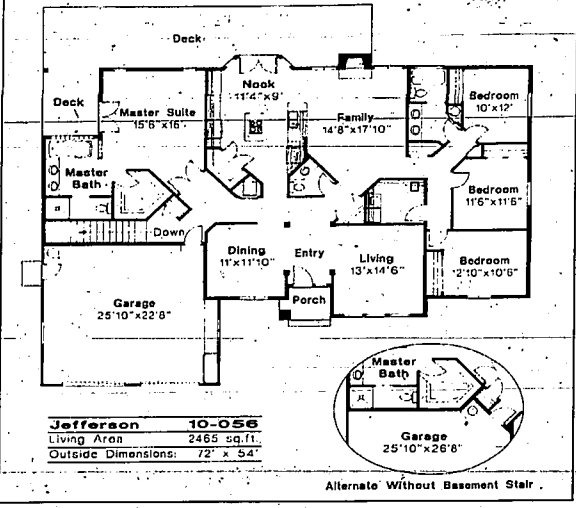 Deck
Deck
Nook
11'4"x9'
Bedroom
10'x12'
Master Suite
15'6"x16'
Family
14'8"x17'10"
Master
Bath
Bedroom
11'6"x11'6"
Down
Dining
11'x11'10"
Entry
Living
13'x14'6"
Bedroom
12'10"x10'6"
Porch
Garage
25'10"x22'8"
Jefferson 10-056
Living Area 2465 sq.ft.
Outside Dimensions: 72' x 54'
Master
Bath
Garage
25'10"x26'8"
Alternate Without Basement Stair